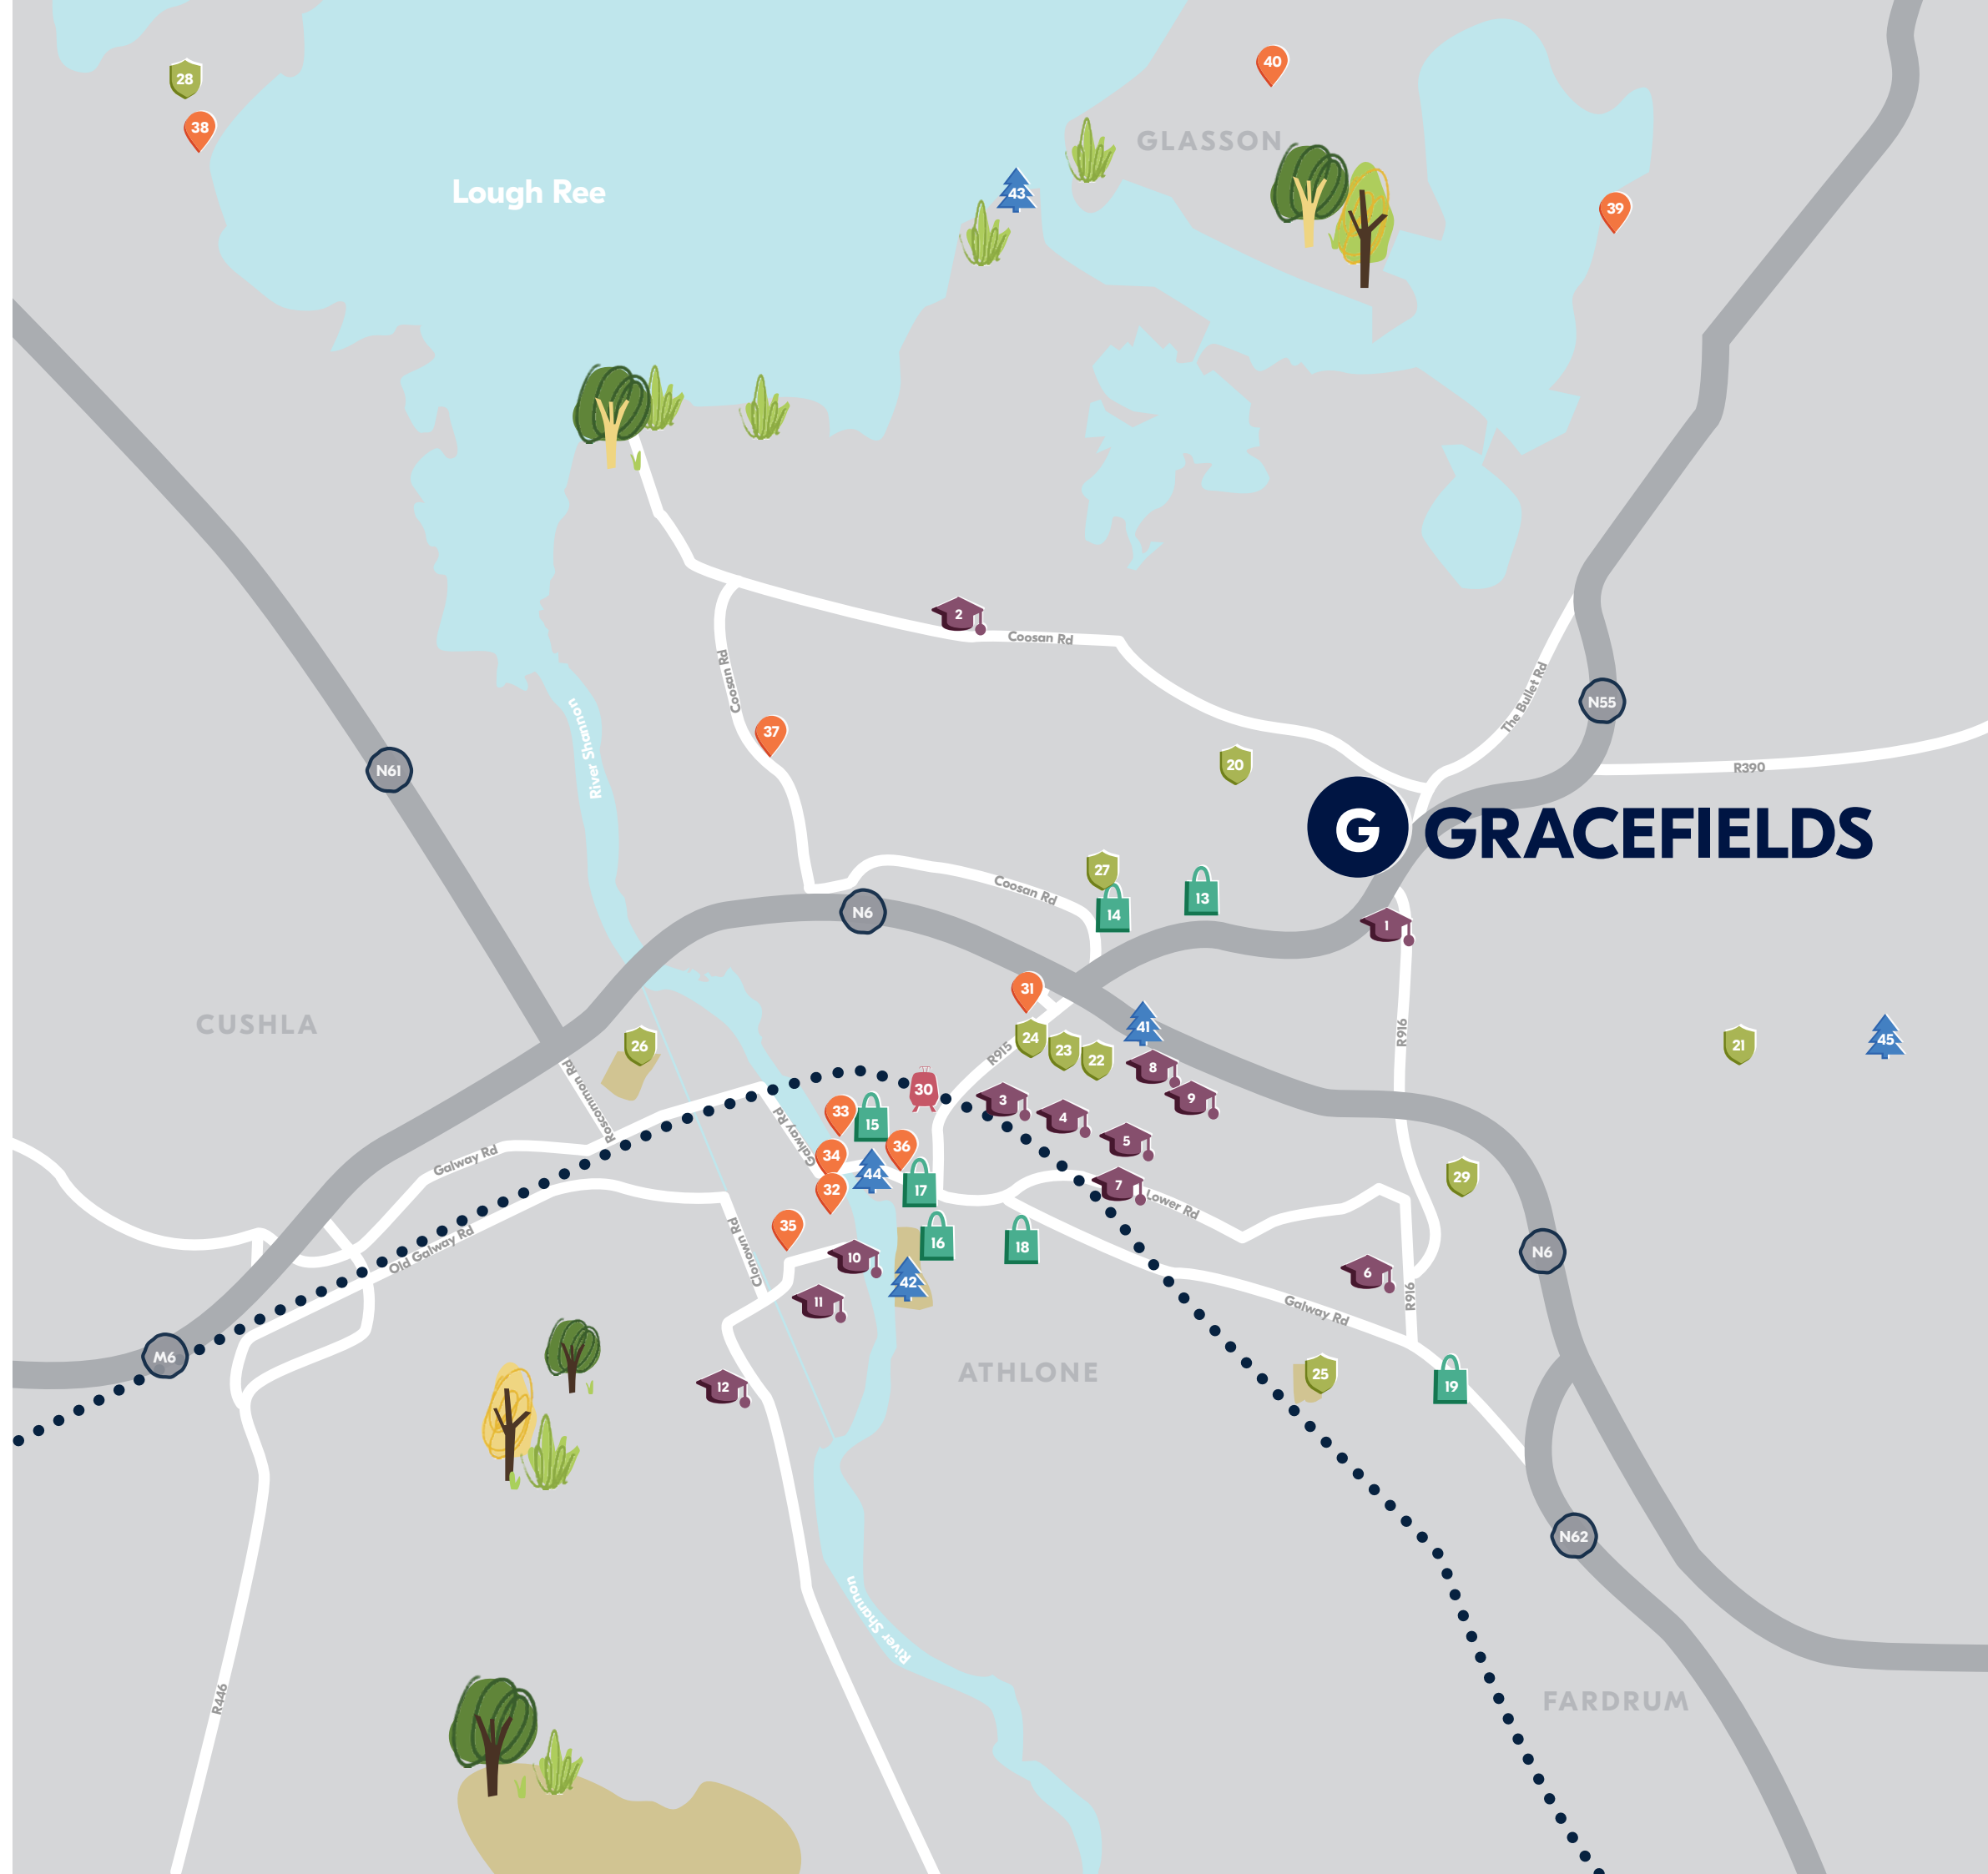 40
28
38
GLASSON
Lough Ree
43
39
2
Coosan Rd
Coosan Rd
The Bullet Rd
N55
River Shannon
37
20
N61
R390
G GRACEFIELDS
27
13
14
Coosan Rd
N6
1
31
CUSHLA
41
R916
24
23
22
R915
26
21
45
8
30
9
3
4
33
15
5
Roscommon Rd
Galway Rd
36
34
44
Galway Rd
7
29
32
17
Lower Rd
35
16
18
Old Galway Rd
Clonown Rd
10
N6
6
42
R916
11
Galway Rd
M6
ATHLONE
25
12
19
N62
River Shannon
R446
FARDRUM